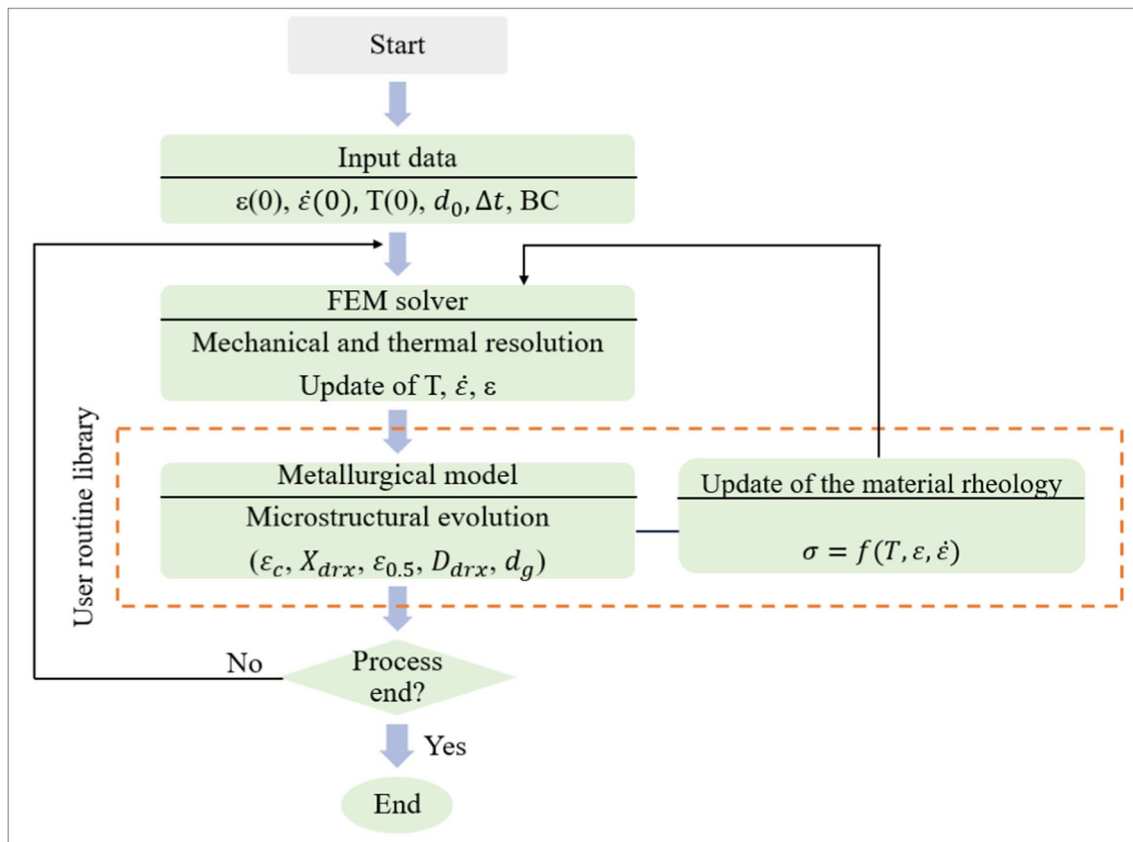 Start
Input data
ε(0), ε̇(0), T(0), d₀, Δt, BC
FEM solver
Mechanical and thermal resolution
Update of T, ε̇, ε
User routine library
Metallurgical model
Microstructural evolution
(ε_c, X_drx, ε_0.5, D_drx, d_g)
Update of the material rheology
σ = f(T, ε, ε̇)
No
Process
end?
Yes
End